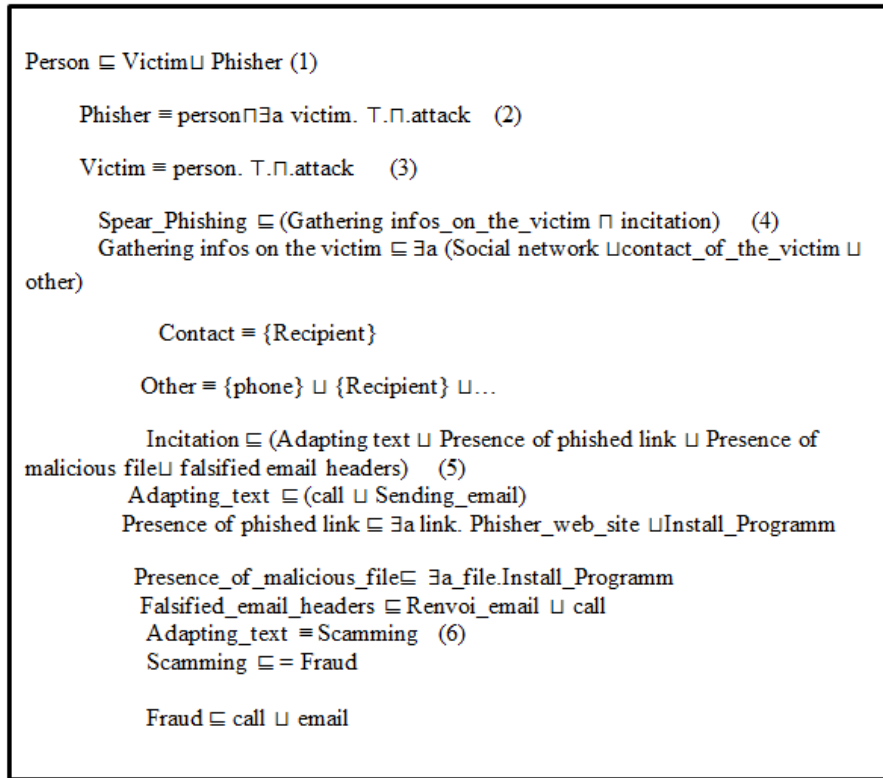 Person ⊑ Victim⊔ Phisher (1)
Phisher ≡ person⊓∃a victim. ⊤.⊓.attack (2)
Victim ≡ person. ⊤.⊓.attack (3)
Spear_Phishing ⊑ (Gathering infos_on_the_victim ⊓ incitation) (4)
Gathering infos on the victim ⊑ ∃a (Social network ⊔contact_of_the_victim ⊔
other)
Contact ≡ {Recipient}
Other ≡ {phone} ⊔ {Recipient} ⊔…
Incitation ⊑ (Adapting text ⊔ Presence of phished link ⊔ Presence of
malicious file⊔ falsified email headers) (5)
Adapting_text ⊑ (call ⊔ Sending_email)
Presence of phished link ⊑ ∃a link. Phisher_web_site ⊔Install_Programm
Presence_of_malicious_file⊑ ∃a_file.Install_Programm
Falsified_email_headers ⊑ Renvoi_email ⊔ call
Adapting_text ≡ Scamming (6)
Scamming ⊑ = Fraud
Fraud ⊑ call ⊔ email